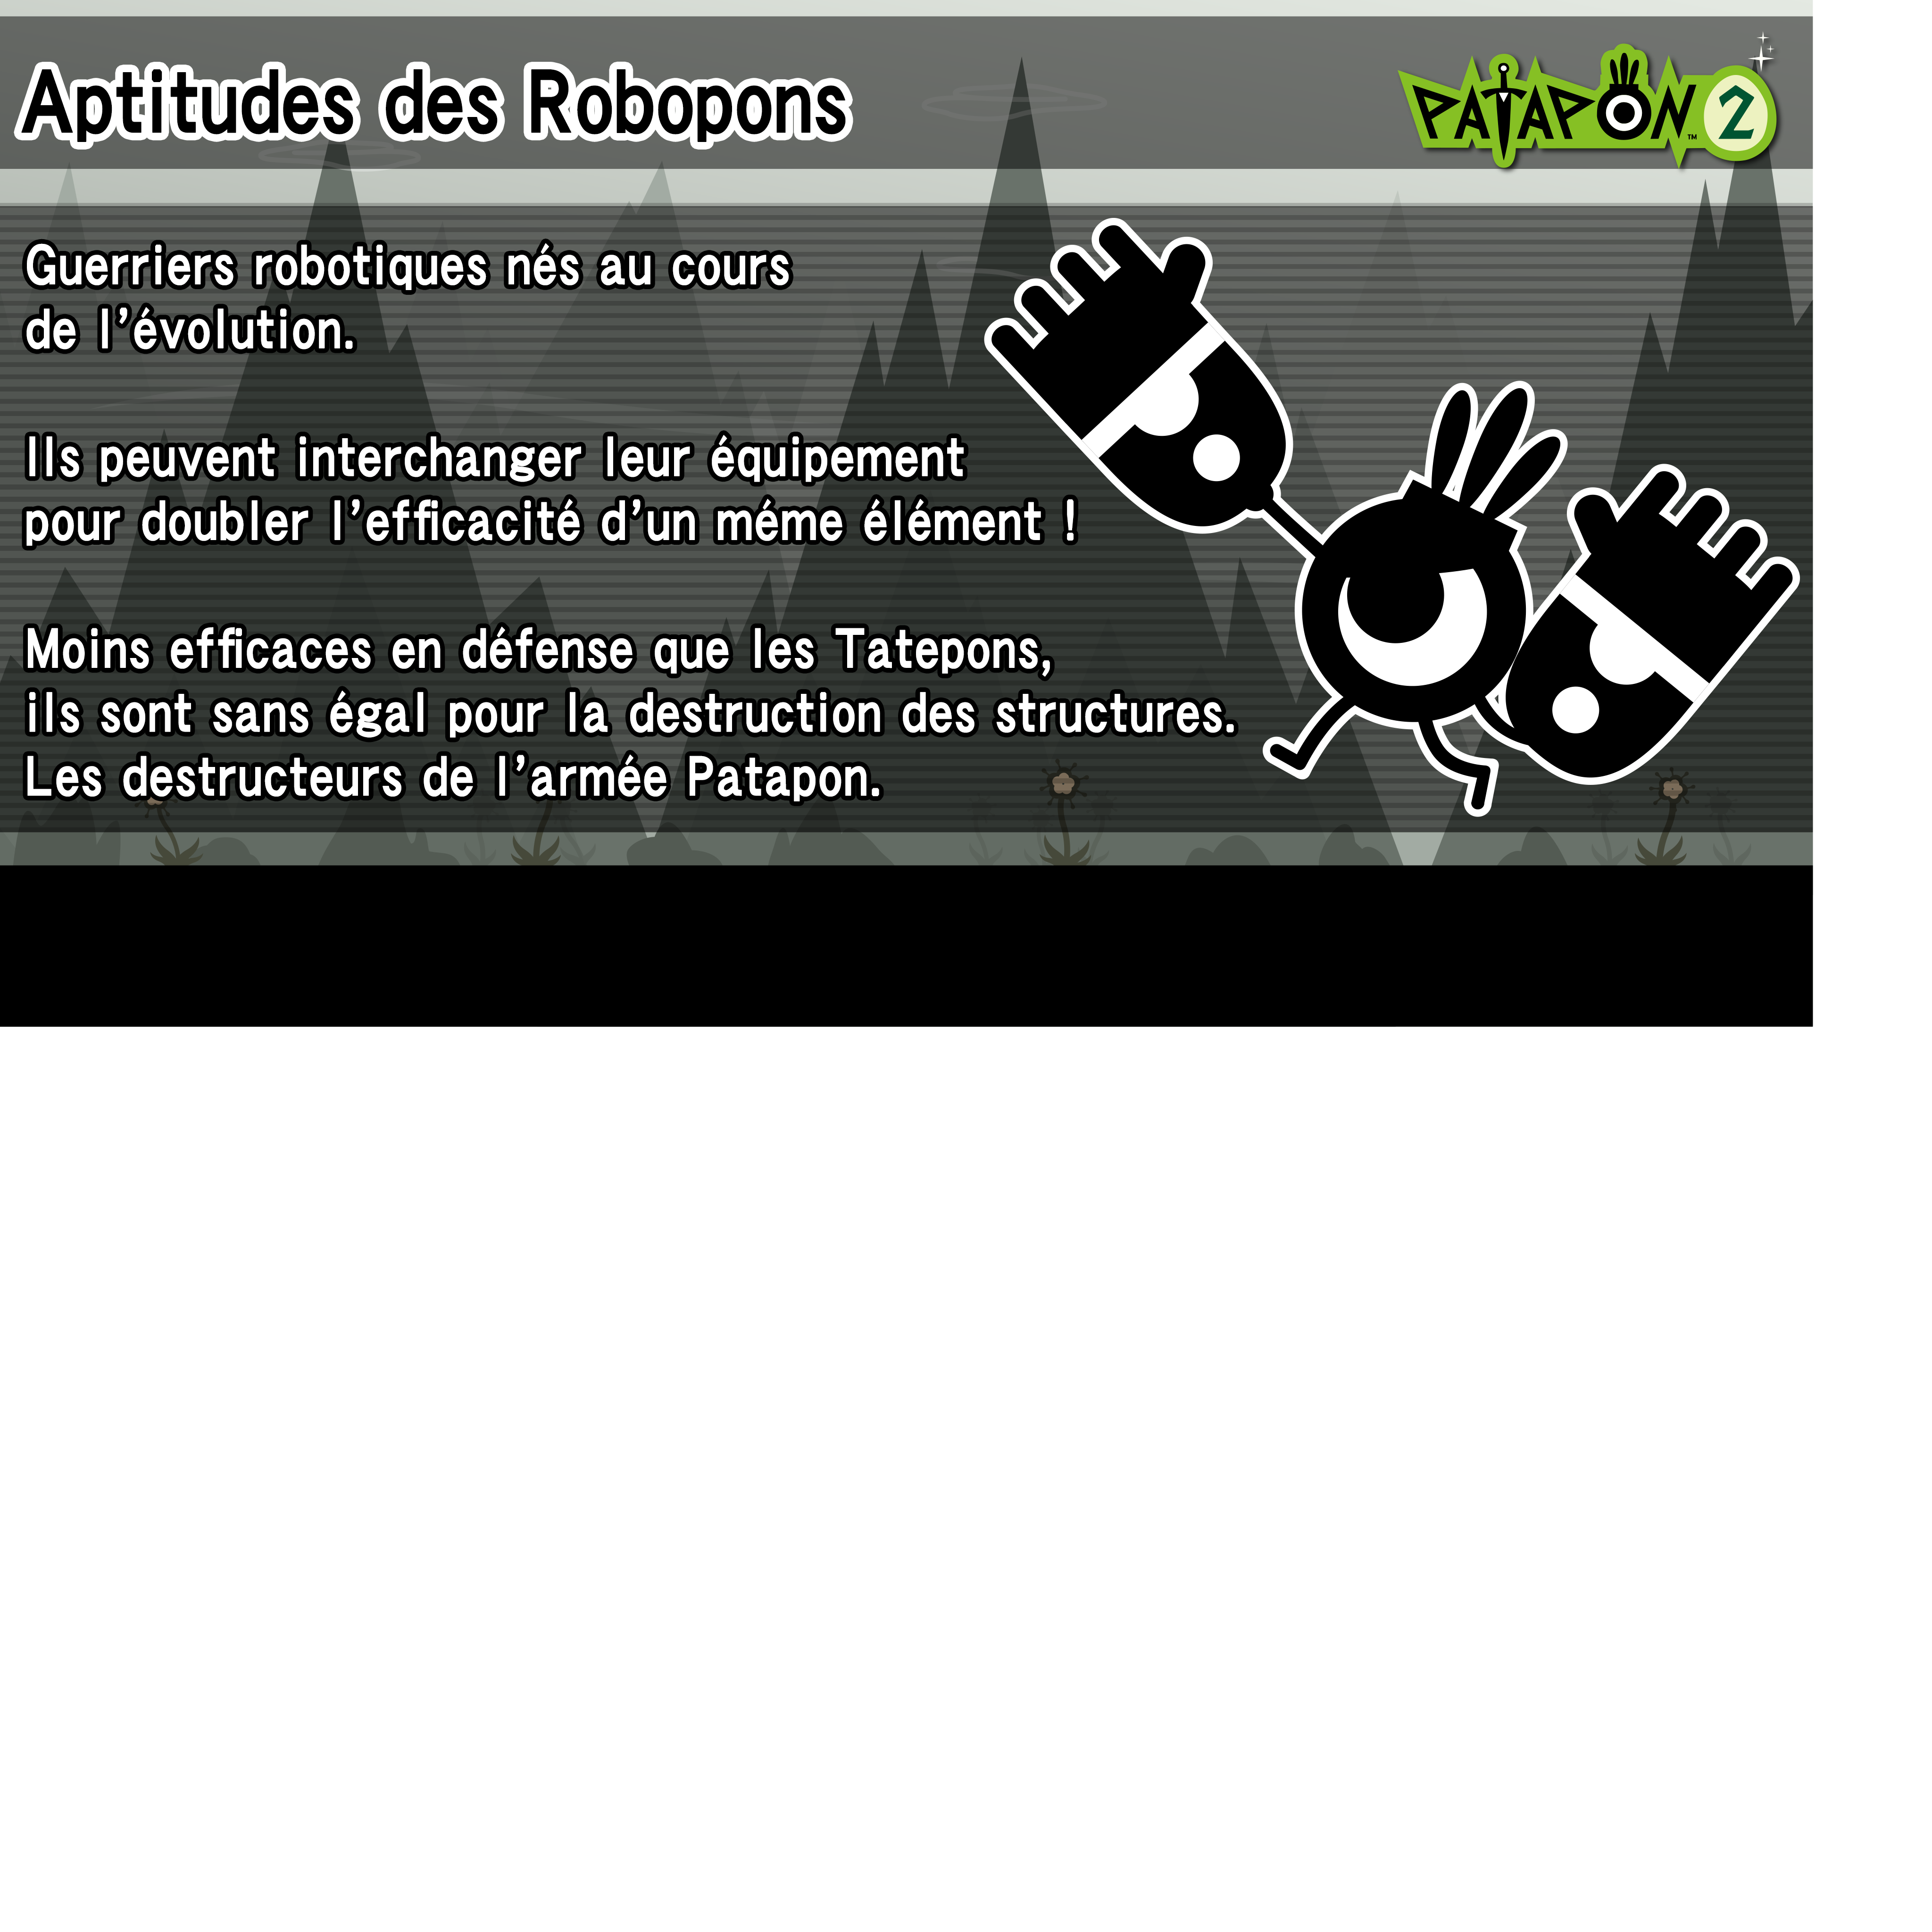 Aptitudes des Robopons
PATAPON™ 2
Guerriers robotiques nés au cours
de l'évolution.
Ils peuvent interchanger leur équipement
pour doubler l'efficacité d'un méme élément !
Moins efficaces en défense que les Tatepons,
ils sont sans égal pour la destruction des structures.
Les destructeurs de l'armée Patapon.